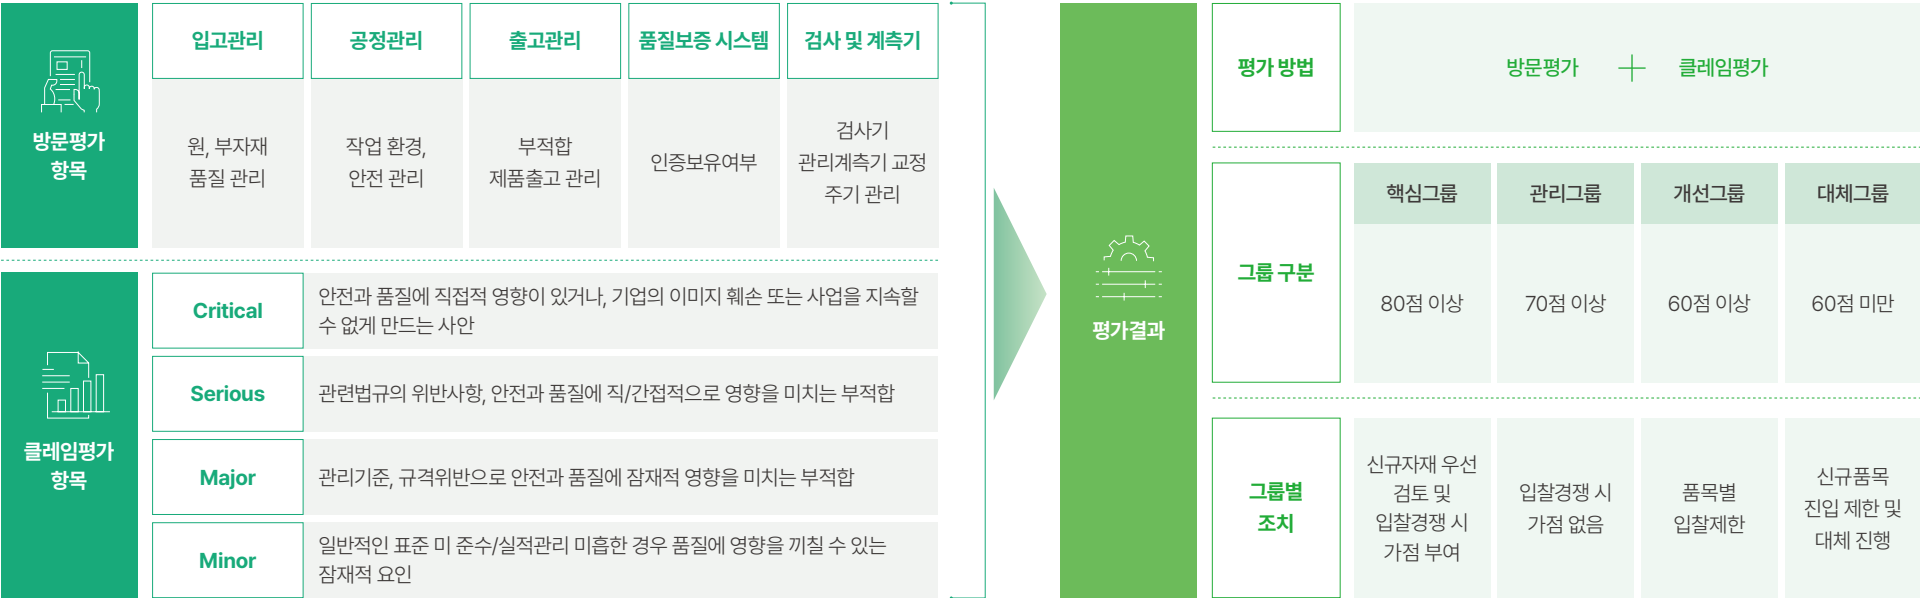 방문평가
항목
입고관리
공정관리
출고관리
품질보증 시스템
검사 및 계측기
원, 부자재
품질 관리
작업 환경,
안전 관리
부적합
제품출고 관리
인증보유여부
검사기
관리계측기 교정
주기 관리
클레임평가
항목
Critical
안전과 품질에 직접적 영향이 있거나, 기업의 이미지 훼손 또는 사업을 지속할
수 없게 만드는 사안
Serious
관련법규의 위반사항, 안전과 품질에 직/간접적으로 영향을 미치는 부적합
Major
관리기준, 규격위반으로 안전과 품질에 잠재적 영향을 미치는 부적합
Minor
일반적인 표준 미 준수/실적관리 미흡한 경우 품질에 영향을 끼칠 수 있는
잠재적 요인
평가결과
평가 방법
방문평가 + 클레임평가
그룹 구분
핵심그룹
관리그룹
개선그룹
대체그룹
80점 이상
70점 이상
60점 이상
60점 미만
그룹별
조치
신규자재 우선
검토 및
입찰경쟁 시
가점 부여
입찰경쟁 시
가점 없음
품목별
입찰제한
신규품목
진입 제한 및
대체 진행